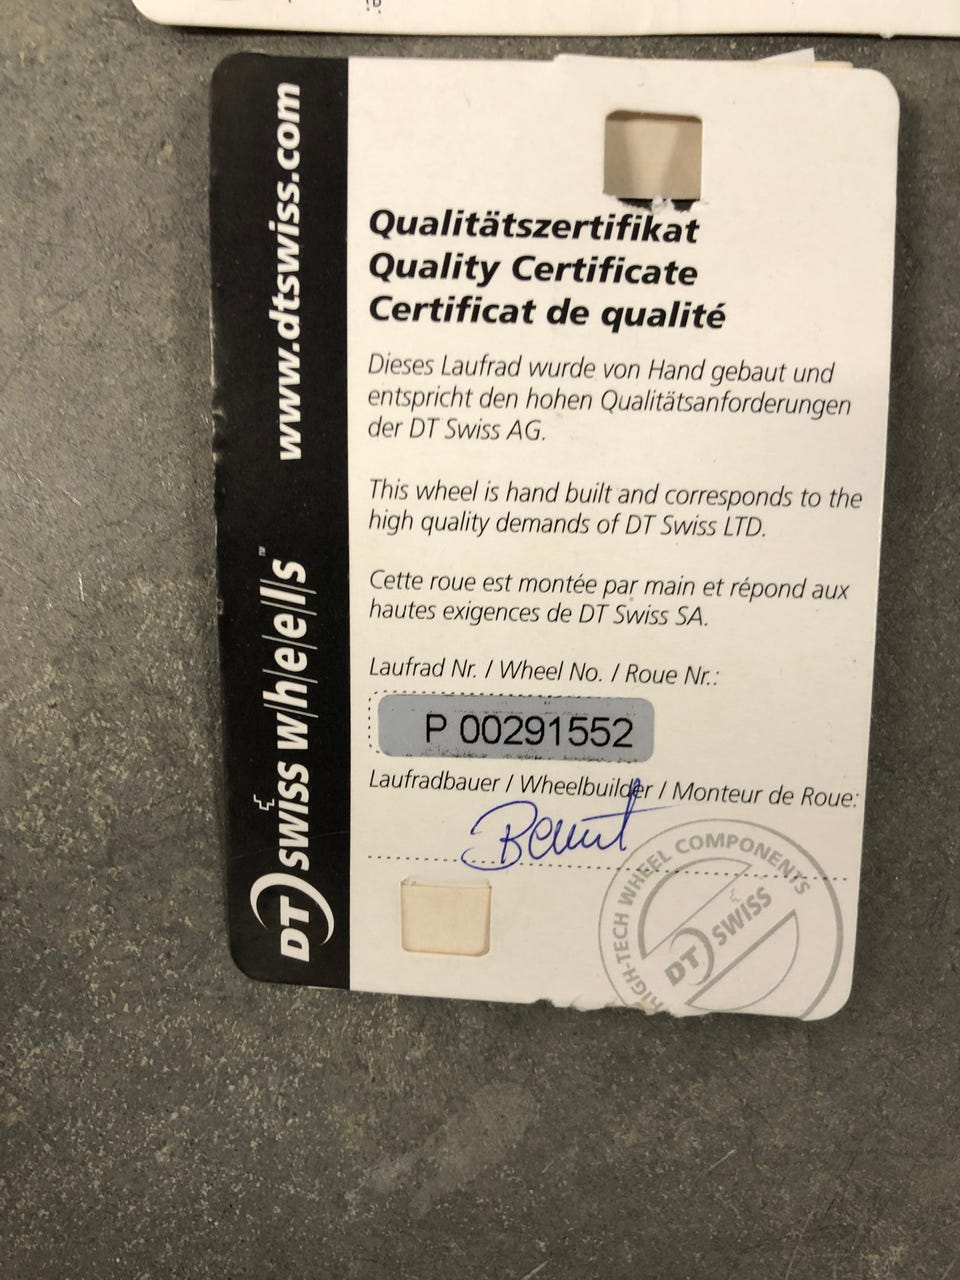 www.dtswiss.com
DT swiss w/h/e/e/l/s™
Qualitätszertifikat
Quality Certificate
Certificat de qualité
Dieses Laufrad wurde von Hand gebaut und
entspricht den hohen Qualitätsanforderungen
der DT Swiss AG.
This wheel is hand built and corresponds to the
high quality demands of DT Swiss LTD.
Cette roue est montée par main et répond aux
hautes exigences de DT Swiss SA.
Laufrad Nr. / Wheel No. / Roue Nr.:
P 00291552
Laufradbauer / Wheelbuilder / Monteur de Roue:
HIGH-TECH WHEEL COMPONENTS
DT SWISS